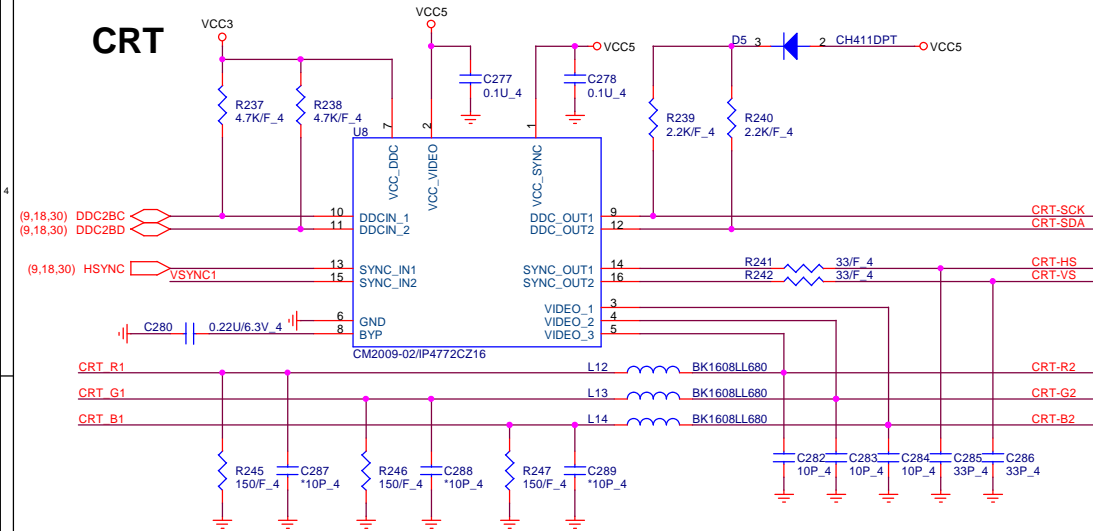 CRT
VCC3
VCC5
VCC5
D5 3 2 CH411DPT VCC5
C277
0.1U_4
C278
0.1U_4
R237
4.7K/F_4
R238
4.7K/F_4
R239
2.2K/F_4
R240
2.2K/F_4
U8
7 2 1
VCC_DDC
VCC_VIDEO
VCC_SYNC
4
(9,18,30) DDC2BC 10 DDCIN_1 DDC_OUT1 9 CRT-SCK
(9,18,30) DDC2BD 11 DDCIN_2 DDC_OUT2 12 CRT-SDA
(9,18,30) HSYNC 13 SYNC_IN1 SYNC_OUT1 14 R241 33/F_4 CRT-HS
VSYNC1 15 SYNC_IN2 SYNC_OUT2 16 R242 33/F_4 CRT-VS
VIDEO_1 3
6 GND VIDEO_2 4
C280 0.22U/6.3V_4 8 BYP VIDEO_3 5
CM2009-02/IP4772CZ16
CRT_R1 L12 BK1608LL680 CRT-R2
CRT_G1 L13 BK1608LL680 CRT-G2
CRT_B1 L14 BK1608LL680 CRT-B2
R245
150/F_4
C287
*10P_4
R246
150/F_4
C288
*10P_4
R247
150/F_4
C289
*10P_4
C282
10P_4
C283
10P_4
C284
10P_4
C285
33P_4
C286
33P_4